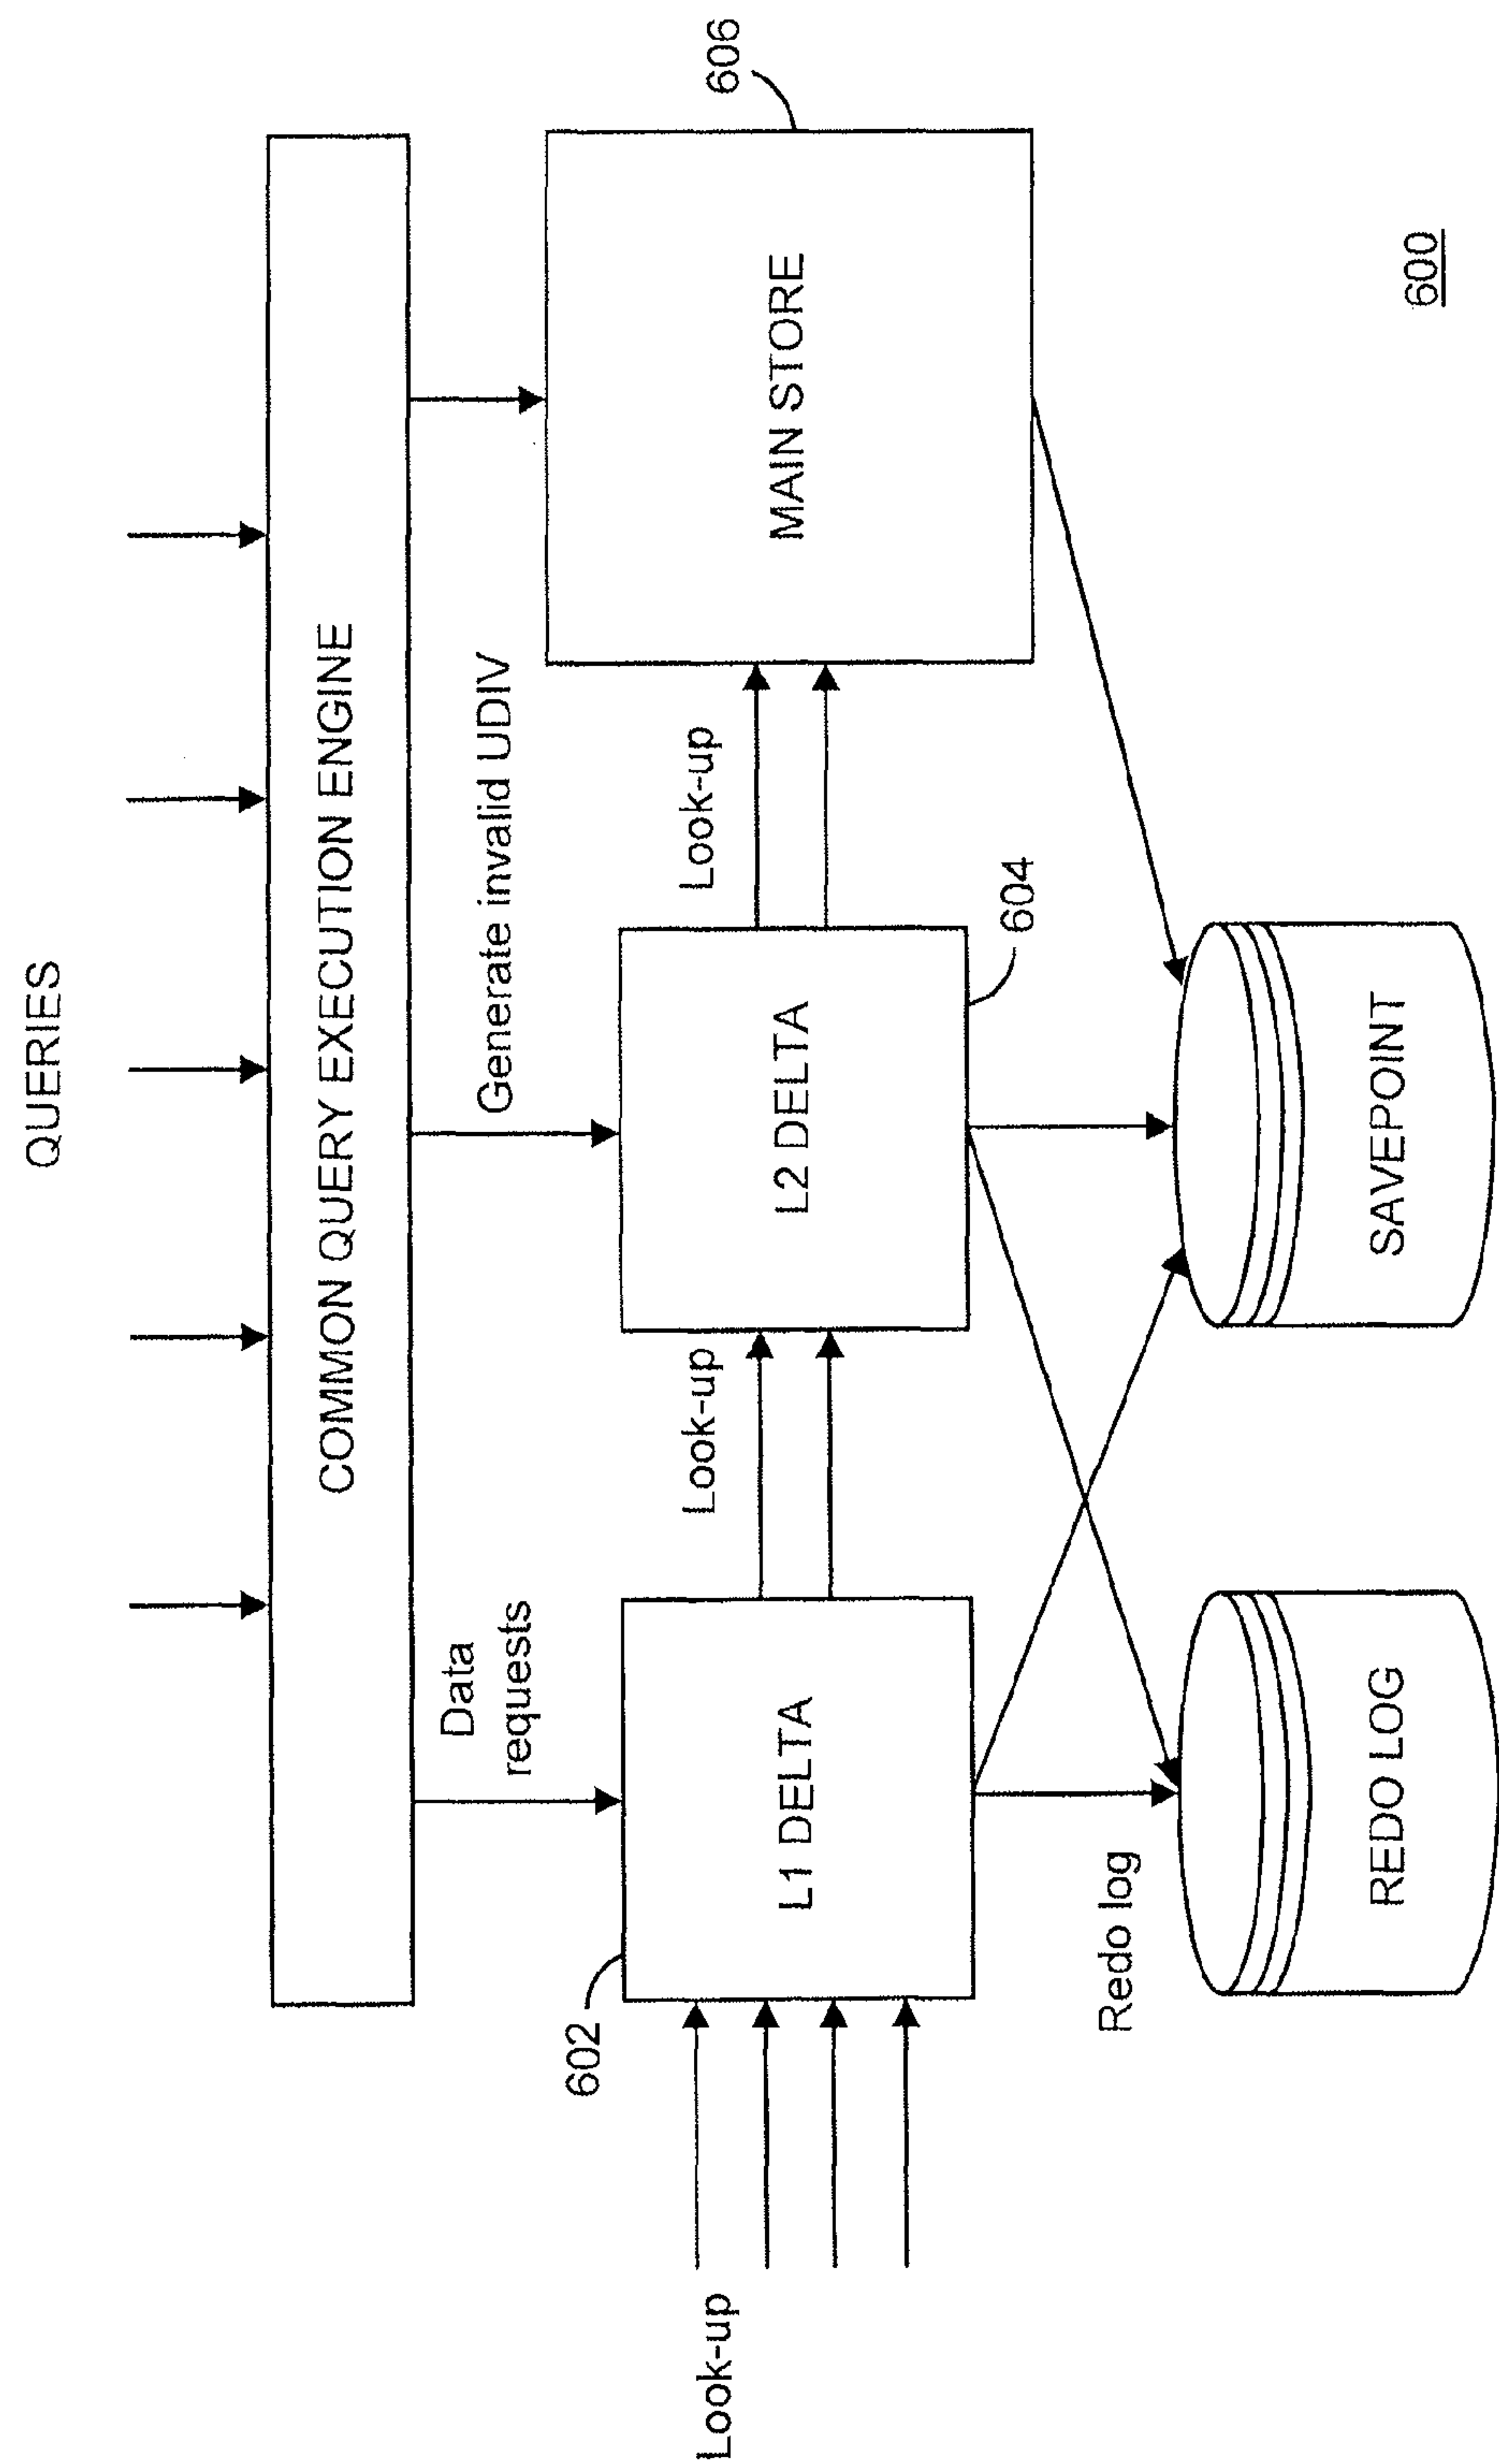 QUERIES
COMMON QUERY EXECUTION ENGINE
Data
requests
Generate invalid UDIV
Look-up
602
L1 DELTA
Look-up
L2 DELTA
604
Look-up
MAIN STORE
606
Redo log
REDO LOG
SAVEPOINT
600